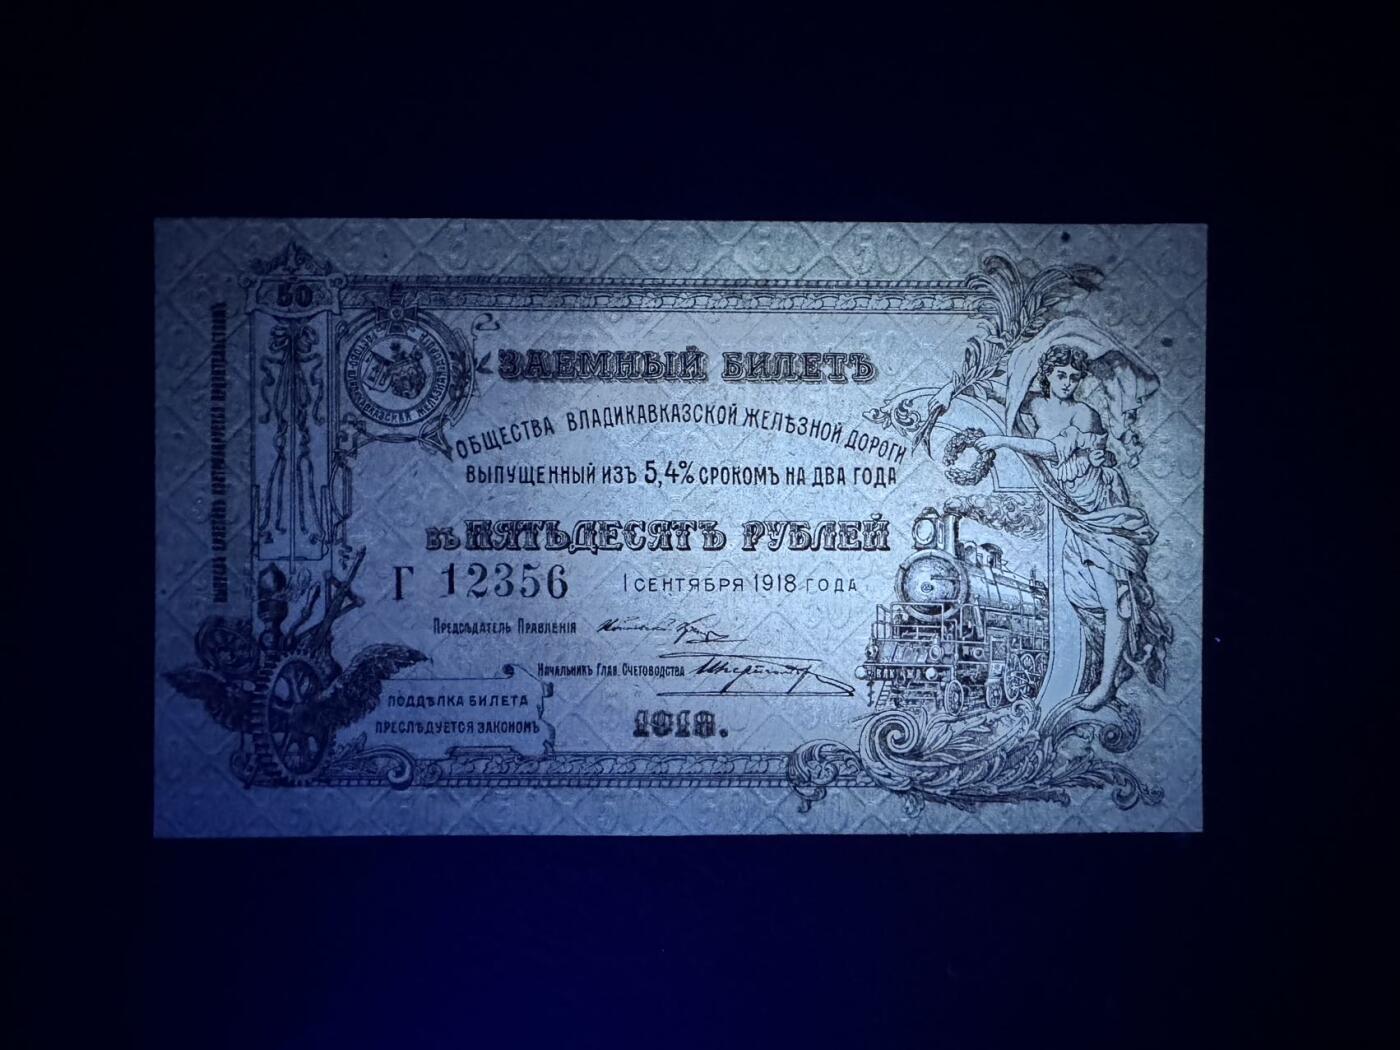 50
ЗАЕМНЫЙ БИЛЕТЪ
ОБЩЕСТВА ВЛАДИКАВКАЗСКОЙ ЖЕЛѢЗНОЙ ДОРОГИ
ВЫПУЩЕННЫЙ ИЗЪ 5,4% СРОКОМЪ НА ДВА ГОДА
въ ПЯТЬДЕСЯТЪ РУБЛЕЙ
Г 12356
1 СЕНТЯБРЯ 1918 ГОДА
ПРЕДСѢДАТЕЛЬ ПРАВЛЕНІЯ
НАЧАЛЬНИКЪ ГЛАВ. СЧЕТОВОДСТВА
ПОДДѢЛКА БИЛЕТА
ПРЕСЛѢДУЕТСЯ ЗАКОНОМЪ
1918.